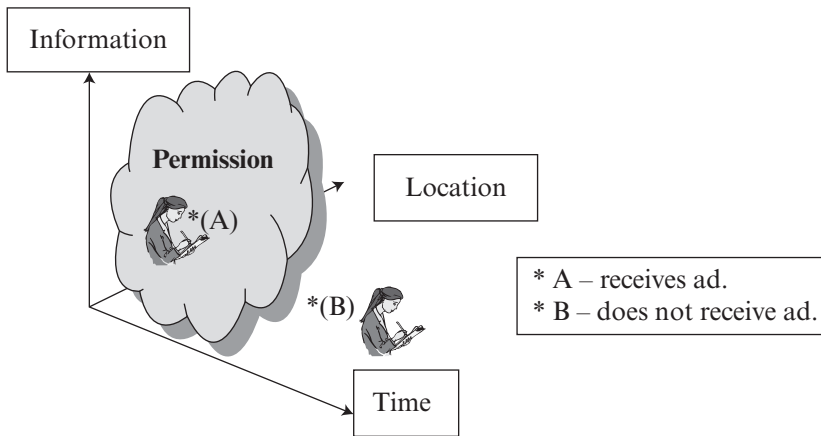 Information
Permission
*(A)
Location
*(B)
* A – receives ad.
* B – does not receive ad.
Time